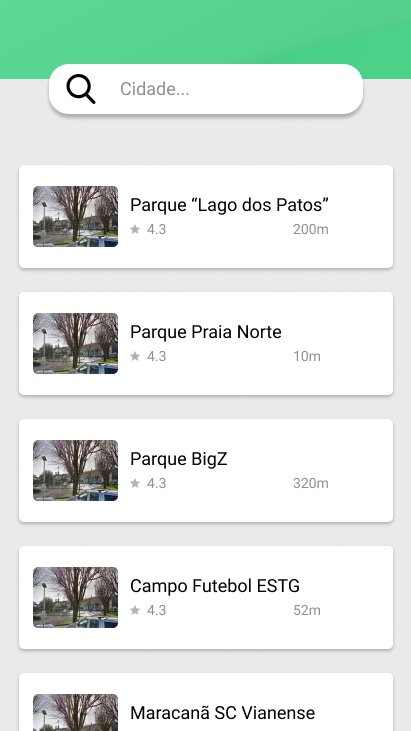 Cidade...
Parque “Lago dos Patos”
4.3 200m
Parque Praia Norte
4.3 10m
Parque BigZ
4.3 320m
Campo Futebol ESTG
4.3 52m
Maracanã SC Vianense